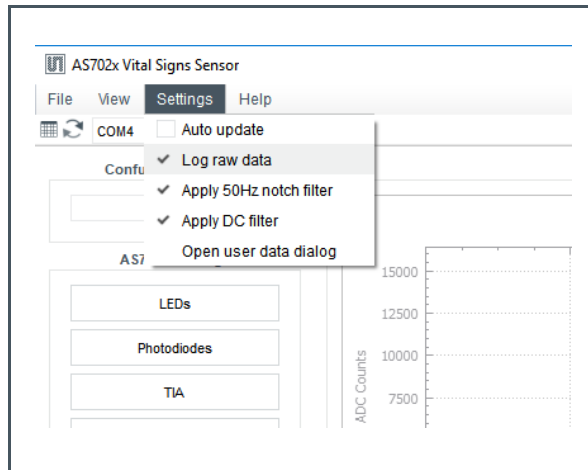 AS702x Vital Signs Sensor
File View Settings Help
COM4
Auto update
Log raw data
Apply 50Hz notch filter
Apply DC filter
Open user data dialog
LEDs
Photodiodes
TIA
15000
12500
10000
7500
ADC Counts